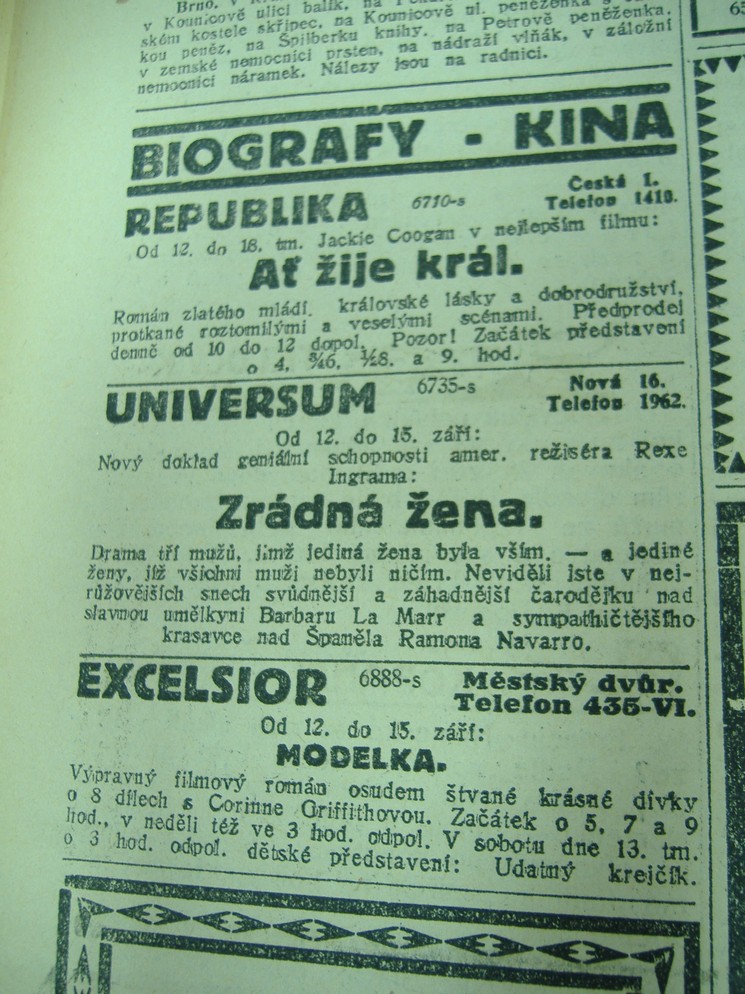 Brno. v
v Kounicově ulici balík, na
ském kostele skřipec, na Kounicově ul. peněženka s
kou peněz, na Špilberku knihy, na Petrově peněženka.
v zemské nemocnici prsten, na nádraží vlňák, v záložní
nemocnici náramek. Nálezy jsou na radnici.
BIOGRAFY - KINA
REPUBLIKA 6710-s Česká 1.
Telefon 1410.
Od 12. do 18. tm. Jackie Coogan v nejlepším filmu:
Ať žije král.
Román zlatého mládí, královské lásky a dobrodružství,
protkané roztomilými a veselými scénami. Předprodej
denně od 10 do 12 dopol. Pozor! Začátek představení
o 4, ¾6, ½8. a 9. hod.
UNIVERSUM 6735-s Nová 16.
Telefon 1962.
Od 12. do 15. září:
Nový doklad geniální schopnosti amer. režiséra Rexe
Ingrama:
Zrádná žena.
Drama tří mužů, jimž jediná žena byla vším, — a jediné
ženy, jíž všichni muži nebyli ničím. Neviděli jste v nej-
růžovějších snech svůdnější a záhadnější čarodějku nad
slavnou umělkyni Barbaru La Marr a sympathičtějšího
krasavce nad Španěla Ramona Navarro.
EXCELSIOR 6888-s Městský dvůr.
Telefon 435-VI.
Od 12. do 15. září:
MODELKA.
Výpravný filmový román osudem štvané krásné dívky
o 8 dílech s Corinne Griffithovou. Začátek o 5, 7 a 9
hod., v neděli též ve 3 hod. odpol. V sobotu dne 13. tm.
o 3 hod. odpol. dětské představení: Udatný krejčík.